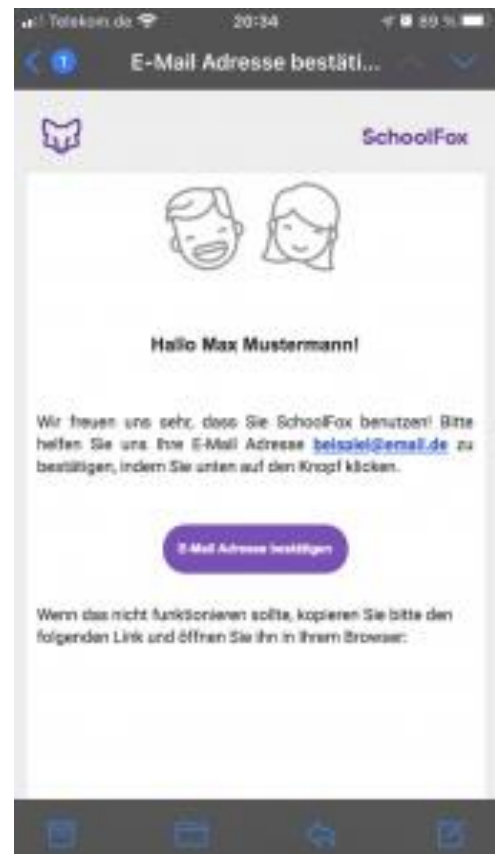 Telekom.de 20:34 89 %
1 E-Mail Adresse bestäti...
SchoolFox
Hallo Max Mustermann!
Wir freuen uns sehr, dass Sie SchoolFox benutzen! Bitte
helfen Sie uns Ihre E-Mail Adresse beispiel@email.de zu
bestätigen, indem Sie unten auf den Knopf klicken.
E-Mail Adresse bestätigen
Wenn das nicht funktionieren sollte, kopieren Sie bitte den
folgenden Link und öffnen Sie ihn in Ihrem Browser: